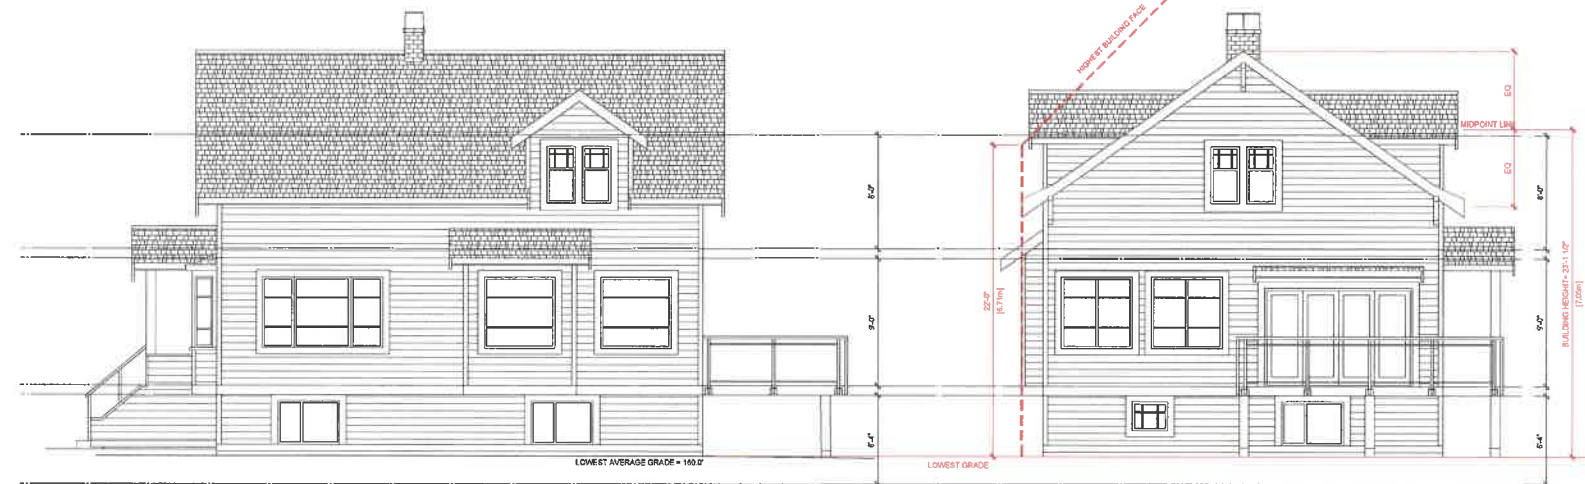 HIGHEST BUILDING FACE
EQ
MIDPOINT LINE
EQ
8'-0"
8'-0"
22'-0"
[6.71m]
9'-0"
9'-0"
BUILDING HEIGHT= 23'-1 1/2"
[7.05m]
6'-4"
6'-4"
LOWEST AVERAGE GRADE = 160.0'
LOWEST GRADE